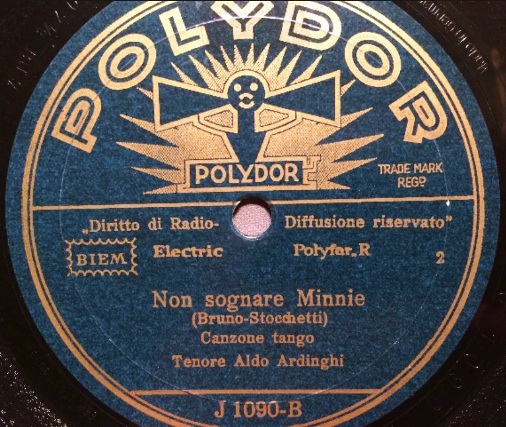 POLYDOR
POLYDOR
TRADE MARK
REGD
„Diritto di Radio- Diffusione riservato”
BIEM Electric Polyfar„R 2
Non sognare Minnie
(Bruno-Stocchetti)
Canzone tango
Tenore Aldo Ardinghi
J 1090-B